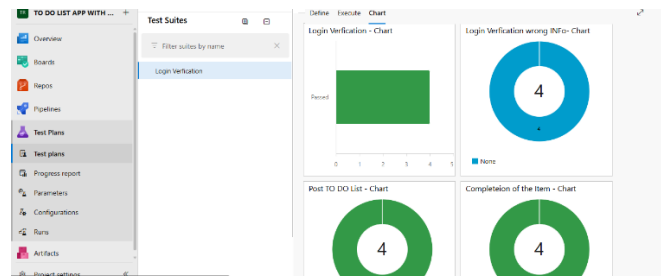 TO DO LIST APP WITH ... +
Overview
Boards
Repos
Pipelines
Test Plans
Test plans
Progress report
Parameters
Configurations
Runs
Artifacts
Project settings
Test Suites
Filter suites by name
Login Verfication
Define Execute Chart
Login Verfication - Chart
Passed
0 1 2 3 4 5
Login Verfication wrong INFo- Chart
4
4
None
Post TO DO List - Chart
4
Completeion of the Item - Chart
4